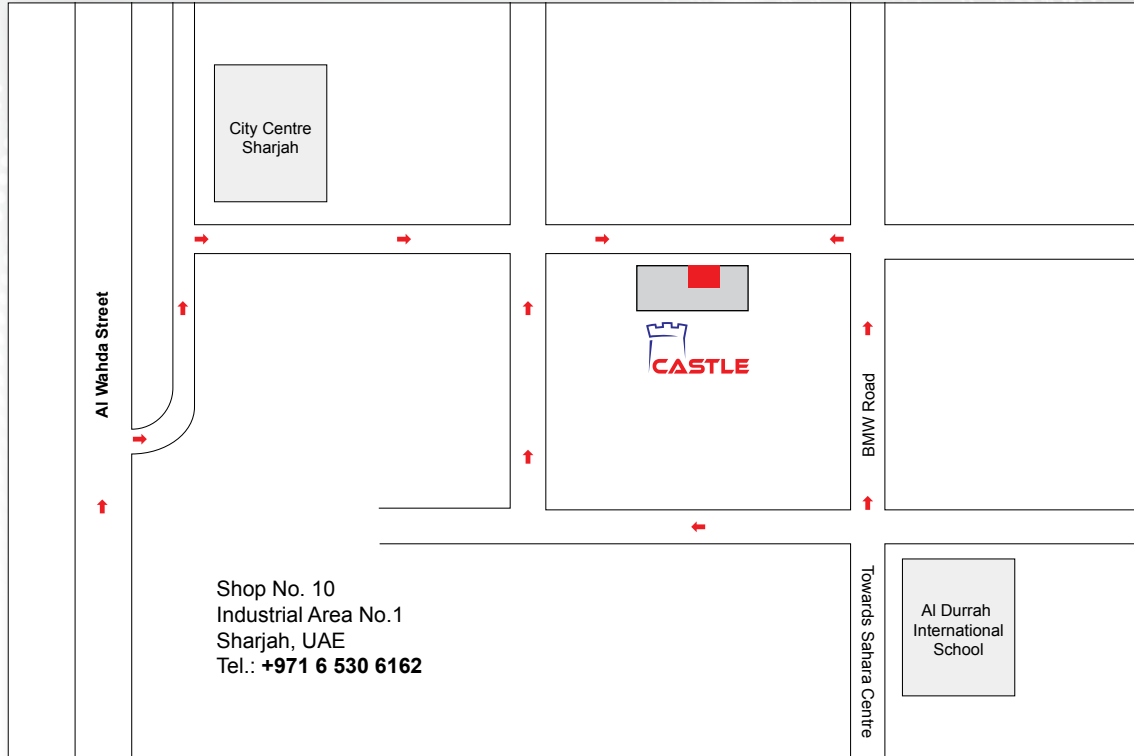 City Centre
Sharjah
Al Wahda Street
CASTLE
BMW Road
Shop No. 10
Industrial Area No.1
Sharjah, UAE
Tel.: +971 6 530 6162
Towards Sahara Centre
Al Durrah
International
School